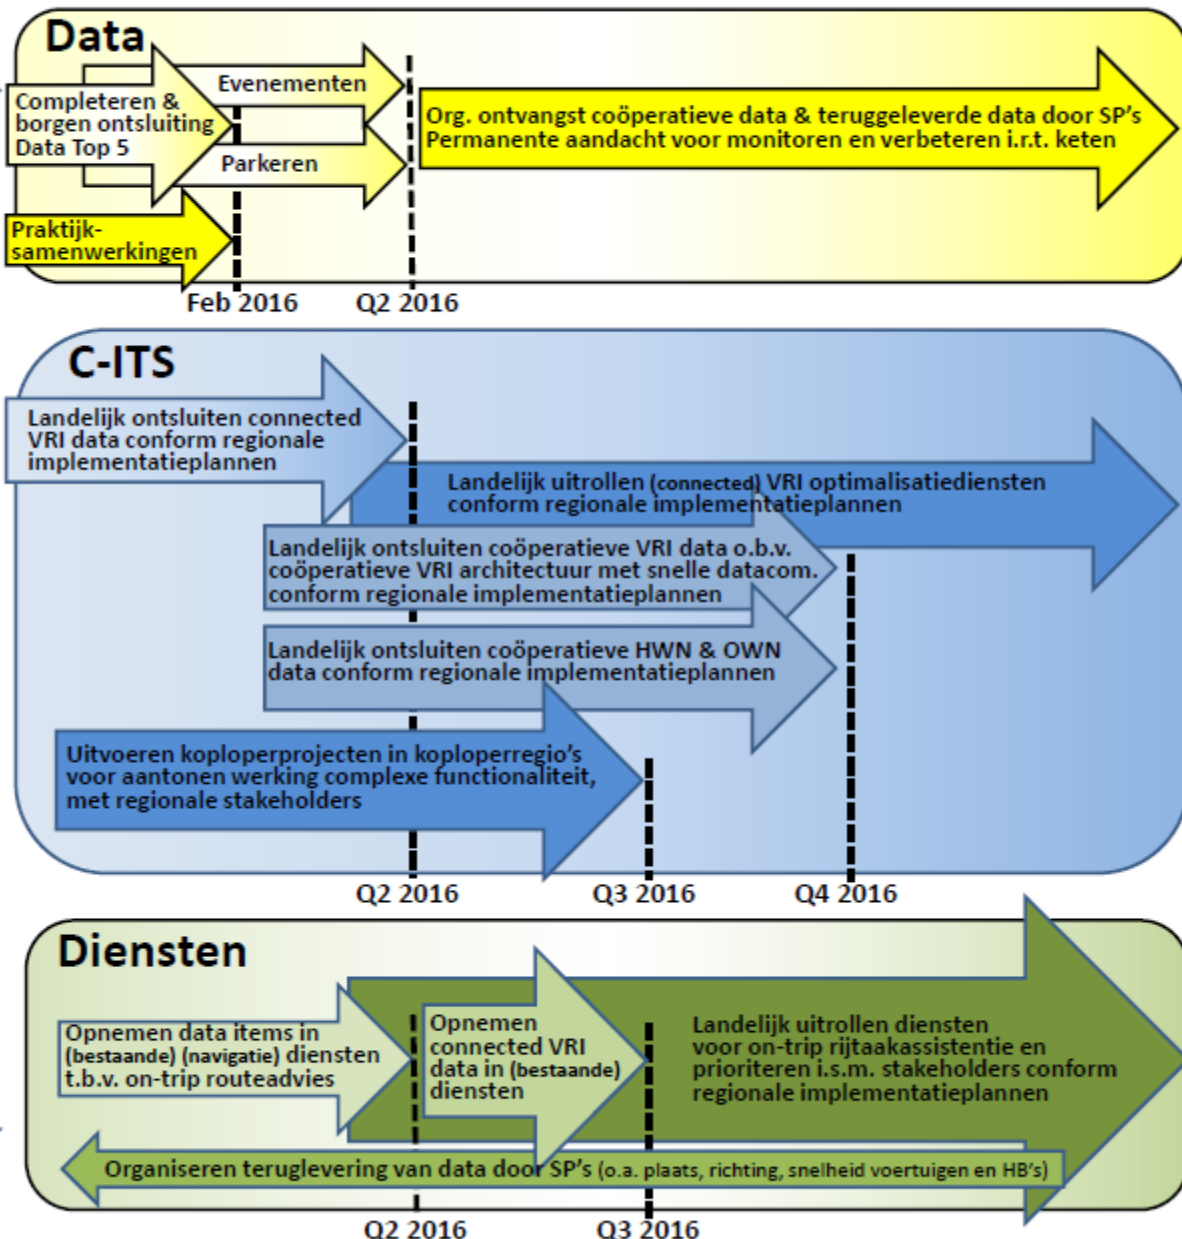 Data
Evenementen
Completeren &
borgen ontsluiting
Data Top 5
Parkeren
Org. ontvangst coöperatieve data & teruggeleverde data door SP's
Permanente aandacht voor monitoren en verbeteren i.r.t. keten
Praktijk-
samenwerkingen
Feb 2016
Q2 2016
C-ITS
Landelijk ontsluiten connected
VRI data conform regionale
implementatieplannen
Landelijk uitrollen (connected) VRI optimalisatiediensten
conform regionale implementatieplannen
Landelijk ontsluiten coöperatieve VRI data o.b.v.
coöperatieve VRI architectuur met snelle datacom.
conform regionale implementatieplannen
Landelijk ontsluiten coöperatieve HWN & OWN
data conform regionale implementatieplannen
Uitvoeren koploperprojecten in koploperregio's
voor aantonen werking complexe functionaliteit,
met regionale stakeholders
Q2 2016
Q3 2016
Q4 2016
Diensten
Opnemen data items in
(bestaande) (navigatie) diensten
t.b.v. on-trip routeadvies
Opnemen
connected VRI
data in (bestaande)
diensten
Landelijk uitrollen diensten
voor on-trip rijtaakassistentie en
prioriteren i.s.m. stakeholders conform
regionale implementatieplannen
Organiseren teruglevering van data door SP's (o.a. plaats, richting, snelheid voertuigen en HB's)
Q2 2016
Q3 2016